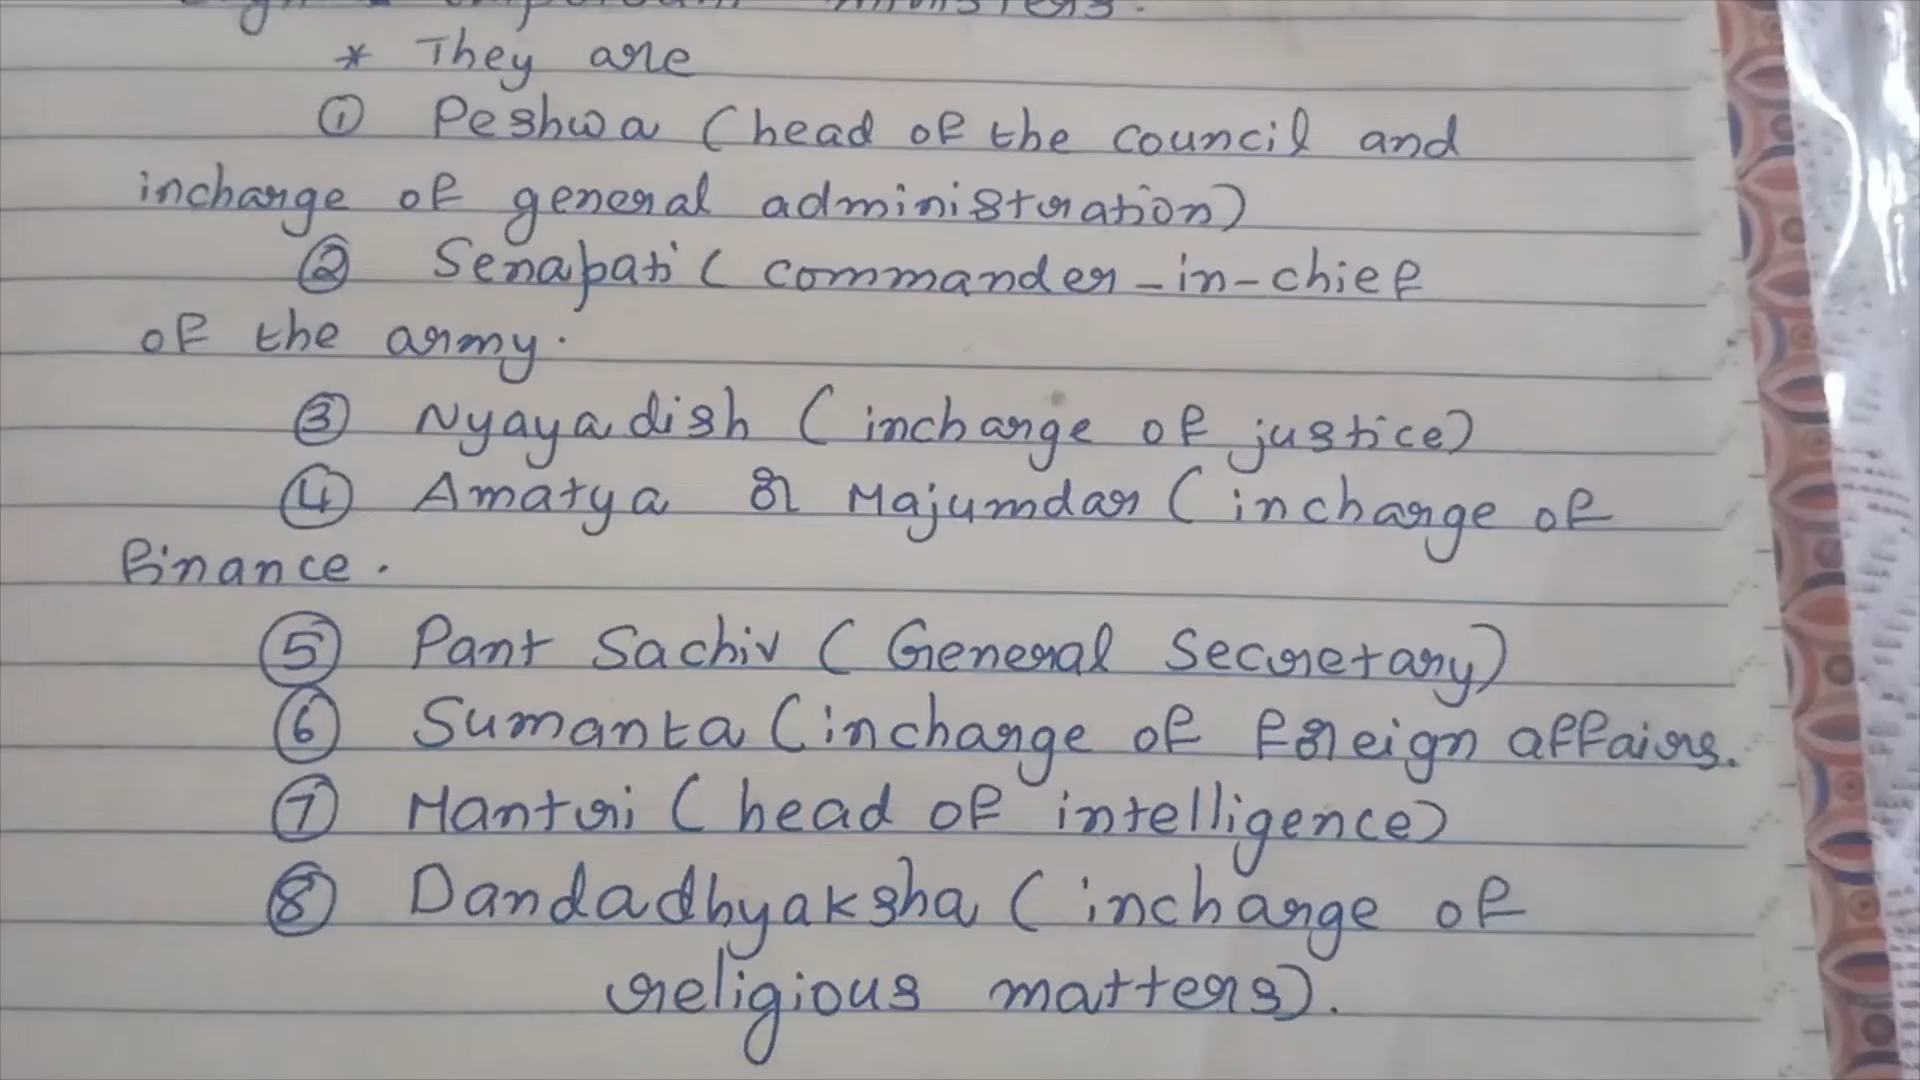 ministers.
* They are
① Peshwa (head of the council and
incharge of general administration)
② Senapati ( commander-in-chief
of the army.
③ Nyayadish (incharge of justice)
④ Amatya or Majumdar (incharge of
finance.
⑤ Pant Sachiv (General Secretary)
⑥ Sumanta (incharge of foreign affairs.
⑦ Mantri (head of intelligence)
⑧ Dandadhyaksha (incharge of
religious matters).